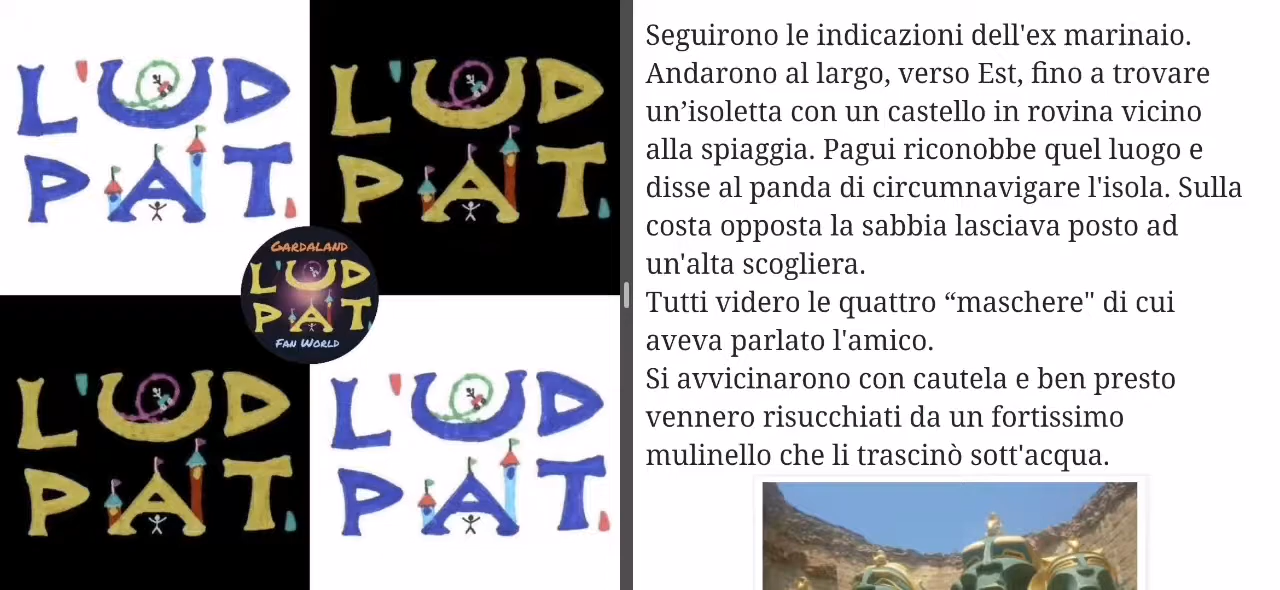 L'UD
PAT.
L'UD
PAT.
GARDALAND
L'UD
PAT.
FAN WORLD
L'UD
PAT.
L'UD
PAT.
Seguirono le indicazioni dell'ex marinaio.
Andarono al largo, verso Est, fino a trovare
un’isoletta con un castello in rovina vicino
alla spiaggia. Pagui riconobbe quel luogo e
disse al panda di circumnavigare l'isola. Sulla
costa opposta la sabbia lasciava posto ad
un'alta scogliera.
Tutti videro le quattro “maschere" di cui
aveva parlato l'amico.
Si avvicinarono con cautela e ben presto
vennero risucchiati da un fortissimo
mulinello che li trascinò sott'acqua.